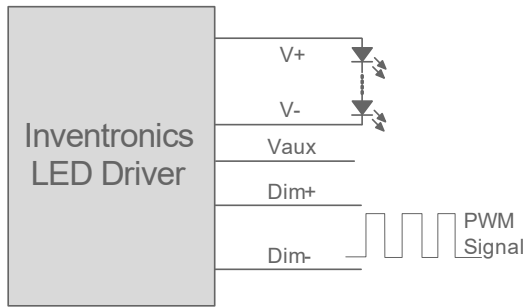 V+
V-
Inventronics
LED Driver
Vaux
Dim+
PWM
Signal
Dim-